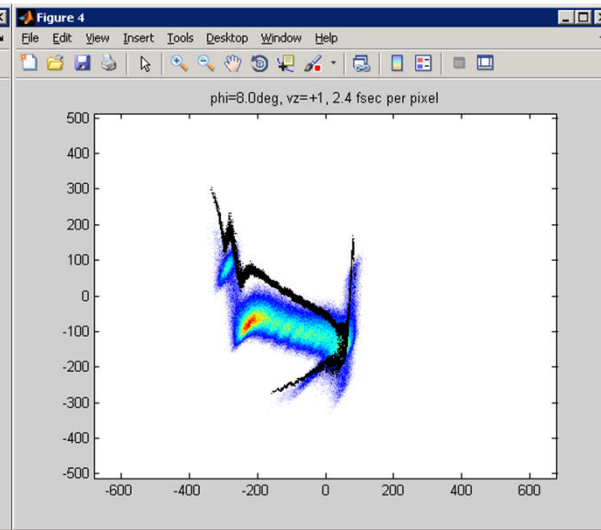 Figure 4
File Edit View Insert Tools Desktop Window Help
phi=8.0deg, vz=+1, 2.4 fsec per pixel
500
400
300
200
100
0
-100
-200
-300
-400
-500
-600 -400 -200 0 200 400 600